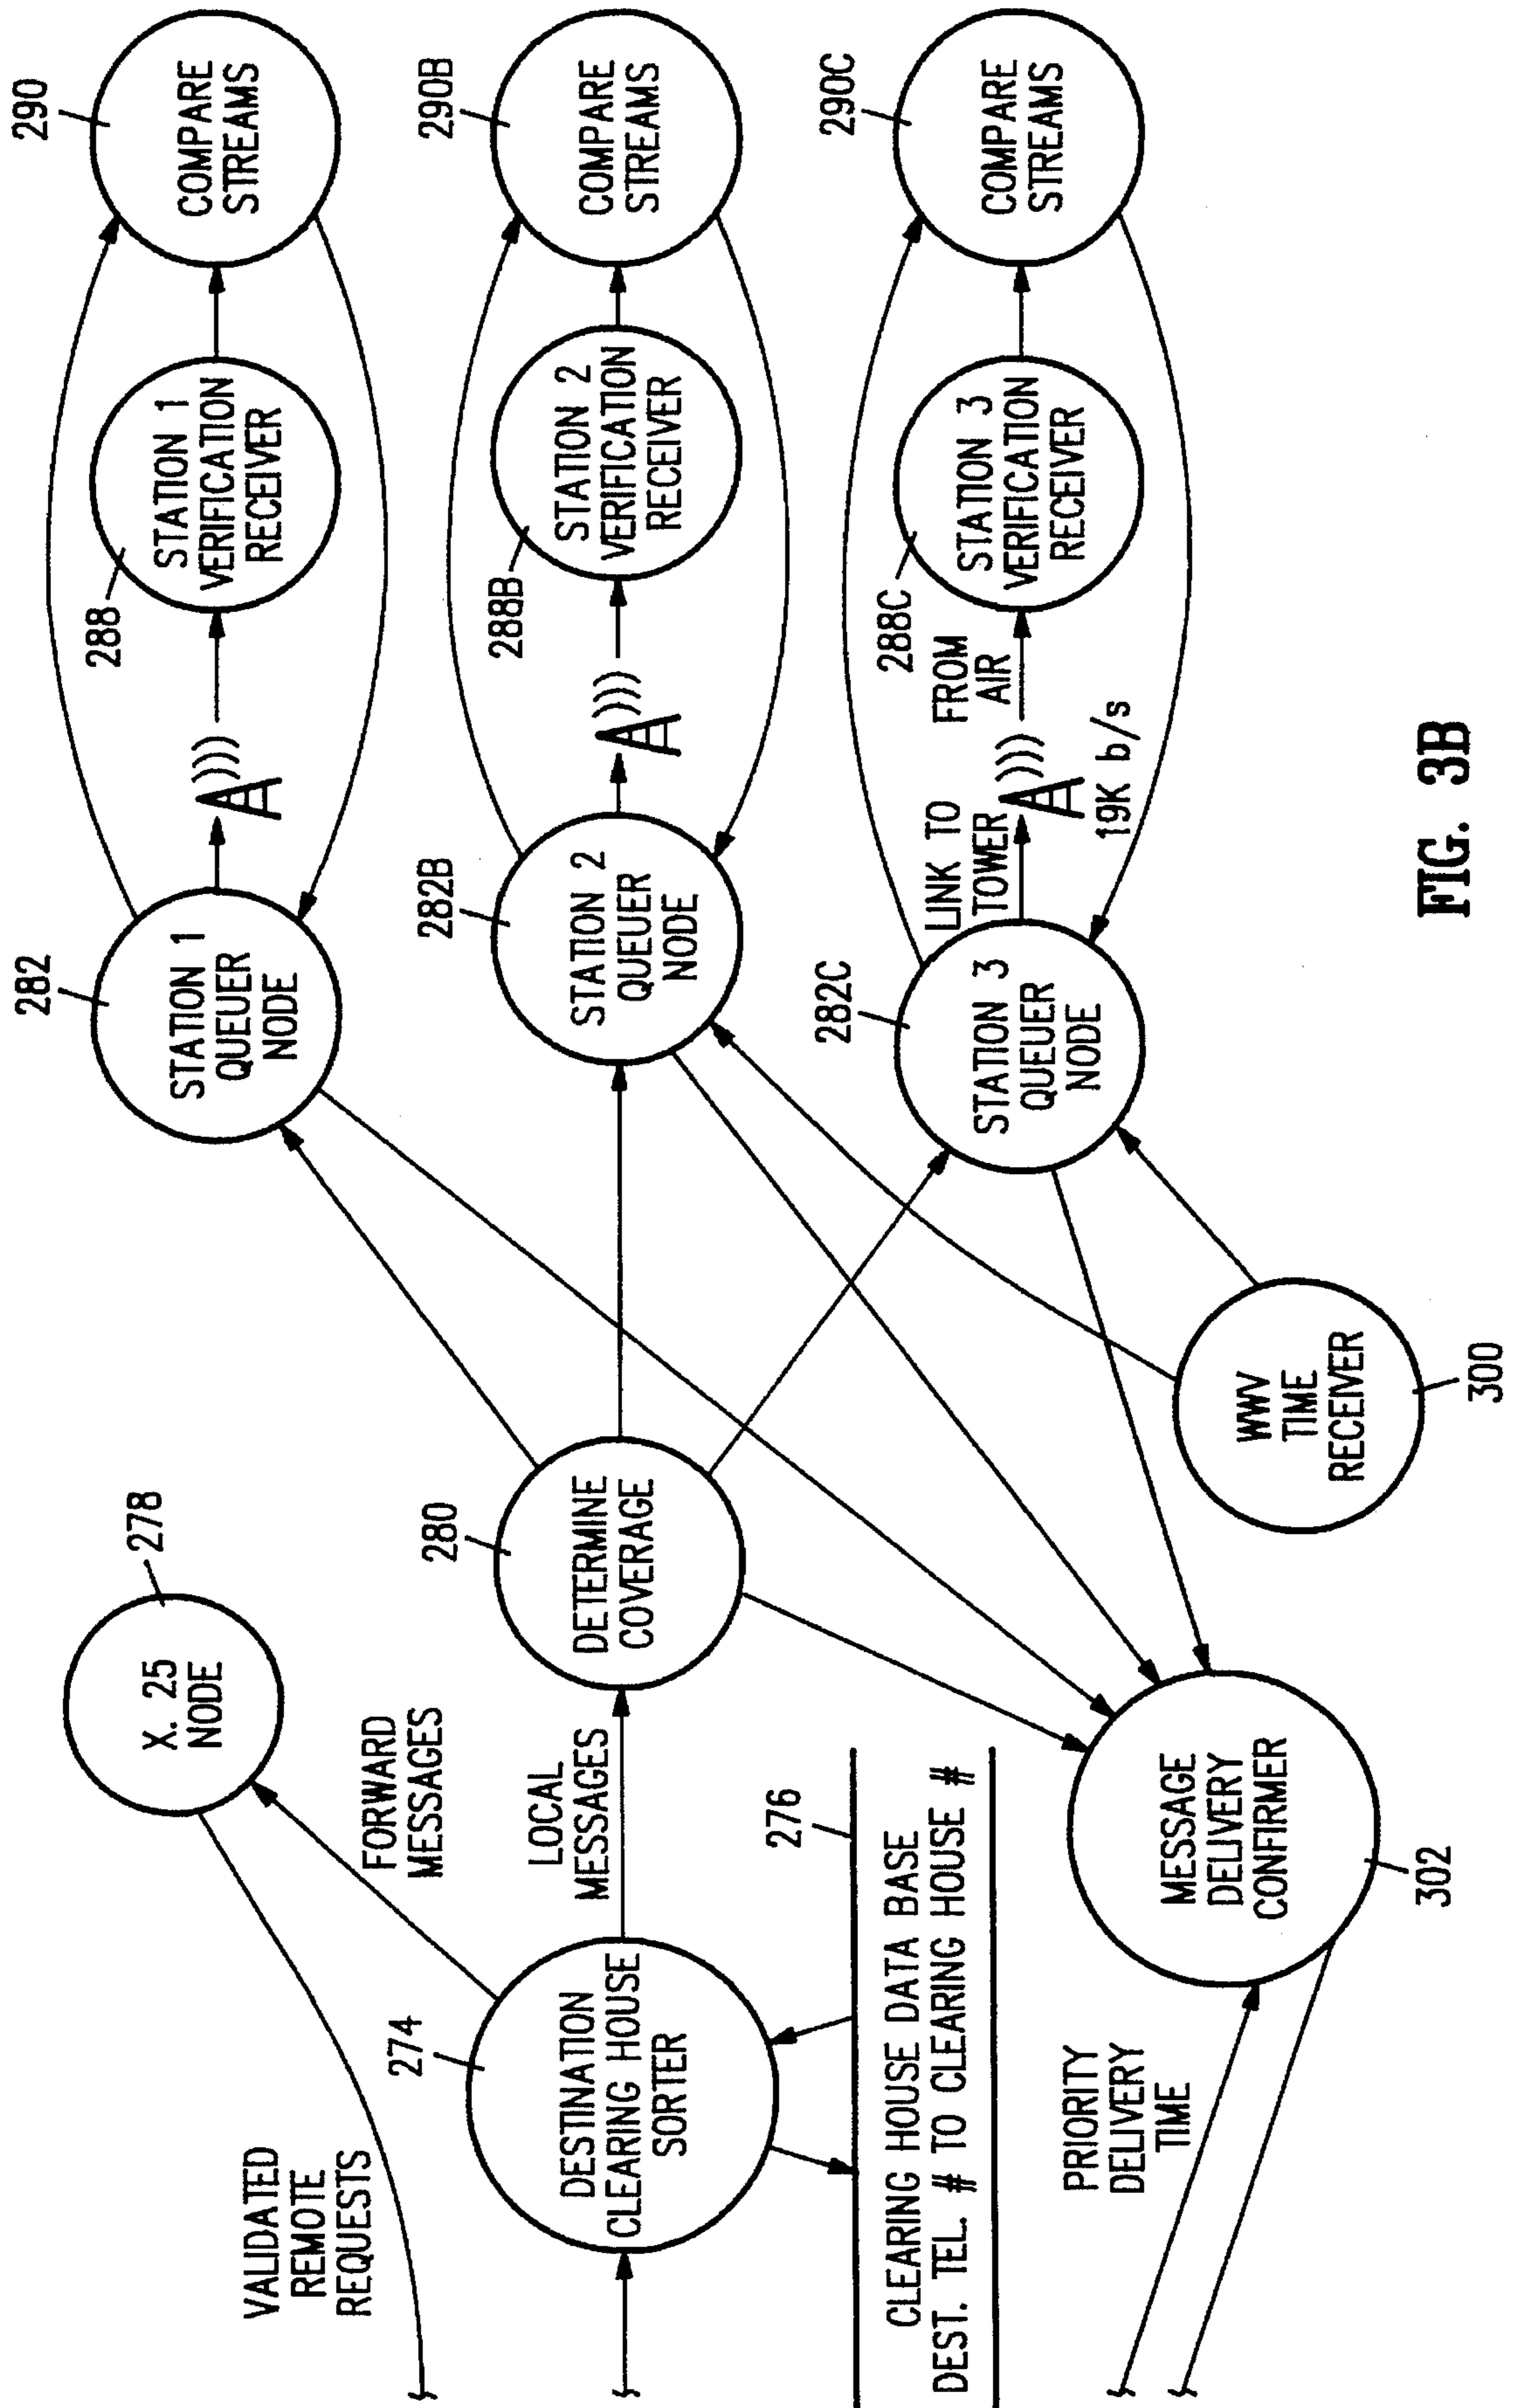 VALIDATED
REMOTE
REQUESTS
X. 25
NODE
278
FORWARD
MESSAGES
LOCAL
MESSAGES
274
DESTINATION
CLEARING HOUSE
SORTER
280
DETERMINE
COVERAGE
276
CLEARING HOUSE DATA BASE
DEST. TEL. # TO CLEARING HOUSE #
PRIORITY
DELIVERY
TIME
MESSAGE
DELIVERY
CONFIRMER
302
WWV
TIME
RECEIVER
300
282
STATION 1
QUEUER
NODE
288
STATION 1
VERIFICATION
RECEIVER
290
COMPARE
STREAMS
282B
STATION 2
QUEUER
NODE
288B
STATION 2
VERIFICATION
RECEIVER
290B
COMPARE
STREAMS
282C
STATION 3
QUEUER
NODE
LINK TO
TOWER
FROM
AIR
19K b/s
288C
STATION 3
VERIFICATION
RECEIVER
290C
COMPARE
STREAMS
FIG. 3B